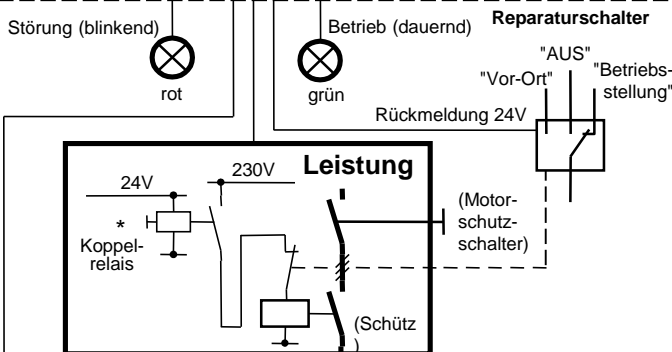 Störung (blinkend)
Betrieb (dauernd)
Reparaturschalter
"AUS"
"Vor-Ort"
"Betriebs-
stellung"
rot
grün
Rückmeldung 24V
Leistung
24V
230V
*
Koppel-
relais
(Motor-
schutz-
schalter)
(Schütz
)